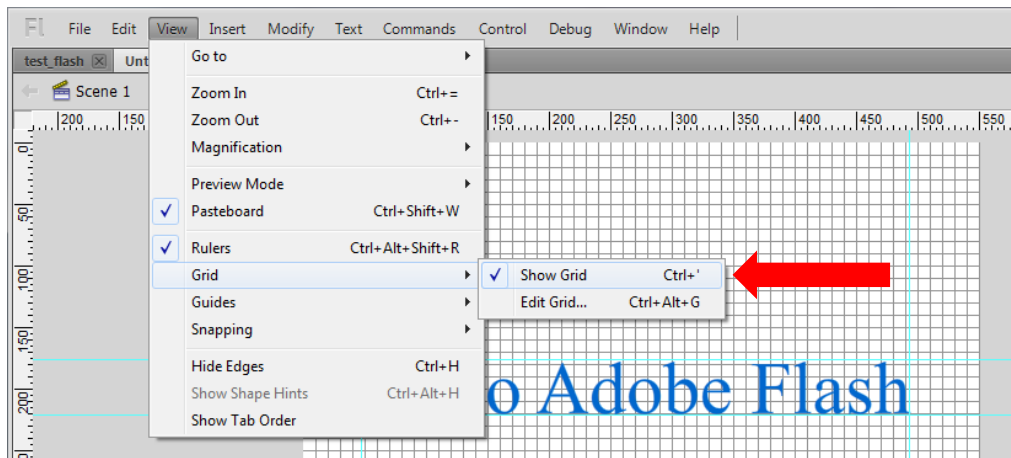 Fl File Edit View Insert Modify Text Commands Control Debug Window Help
test_flash Unt
Scene 1
Go to
Zoom In Ctrl+=
Zoom Out Ctrl+-
Magnification
Preview Mode
Pasteboard Ctrl+Shift+W
Rulers Ctrl+Alt+Shift+R
Grid
Guides
Snapping
Hide Edges Ctrl+H
Show Shape Hints Ctrl+Alt+H
Show Tab Order
Show Grid Ctrl+'
Edit Grid... Ctrl+Alt+G
200 150 150 200 250 300 350 400 450 500 550
0
50
100
150
200
o Adobe Flash